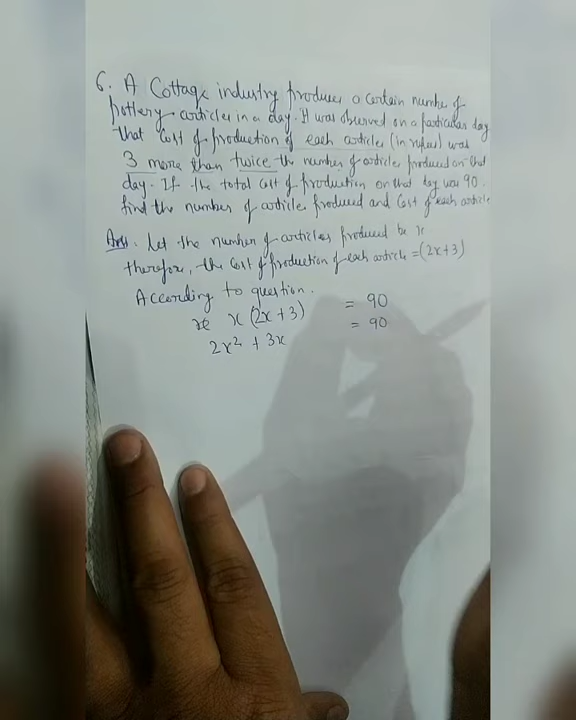 6. A Cottage industry produces a certain number of
pottery articles in a day. It was observed on a particular day
that cost of production of each articles (in rupees) was
3 more than twice the number of articles produced on that
day. If the total cost of production on that day was 90.
find the number of articles produced and cost of each article
Ans. Let the number of articles produced be x
therefore, the cost of production of each article = (2x+3)
According to question.
x (2x+3) = 90
2x² + 3x = 90